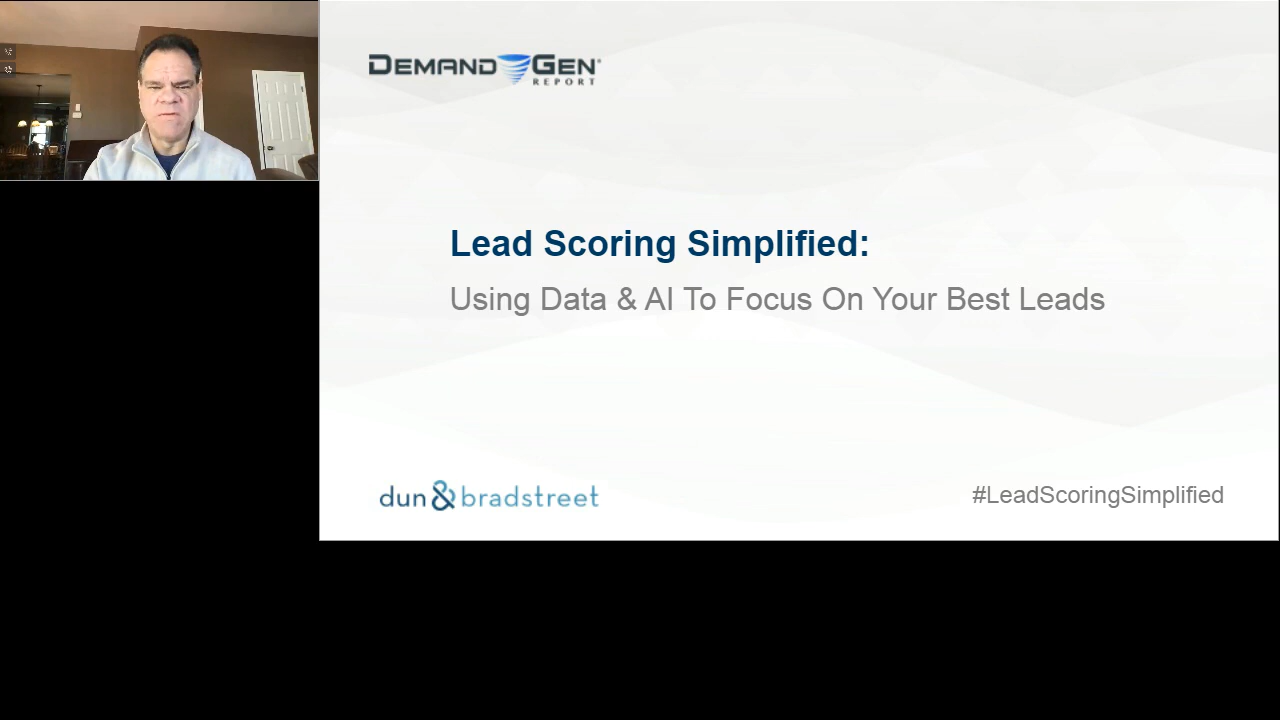 DEMAND GEN
REPORT
Lead Scoring Simplified:
Using Data & AI To Focus On Your Best Leads
dun & bradstreet
#LeadScoringSimplified